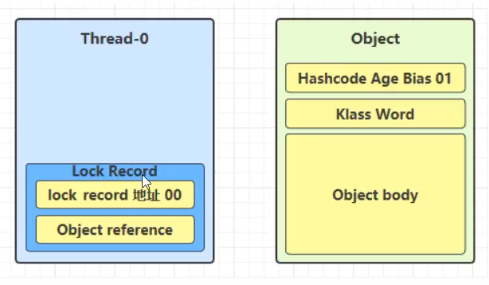 Thread-0
Lock Record
lock record 地址 00
Object reference
Object
Hashcode Age Bias 01
Klass Word
Object body